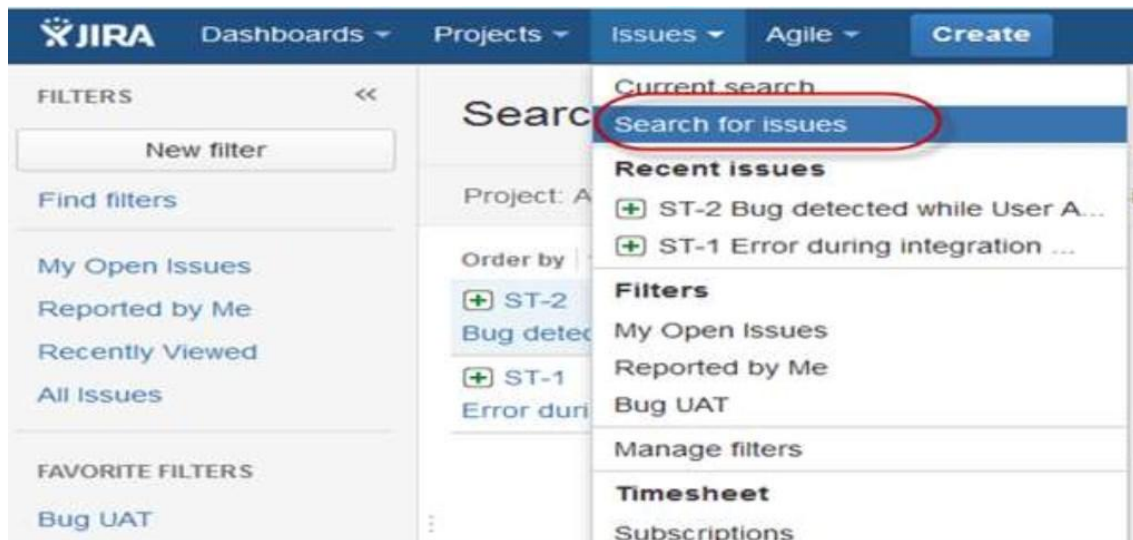 JIRA Dashboards Projects Issues Agile Create
FILTERS <<
New filter
Find filters
My Open Issues
Reported by Me
Recently Viewed
All Issues
FAVORITE FILTERS
Bug UAT
Searc
Project: A
Order by
ST-2
Bug detec
ST-1
Error duri
Current search
Search for issues
Recent issues
ST-2 Bug detected while User A...
ST-1 Error during integration ...
Filters
My Open Issues
Reported by Me
Bug UAT
Manage filters
Timesheet
Subscriptions